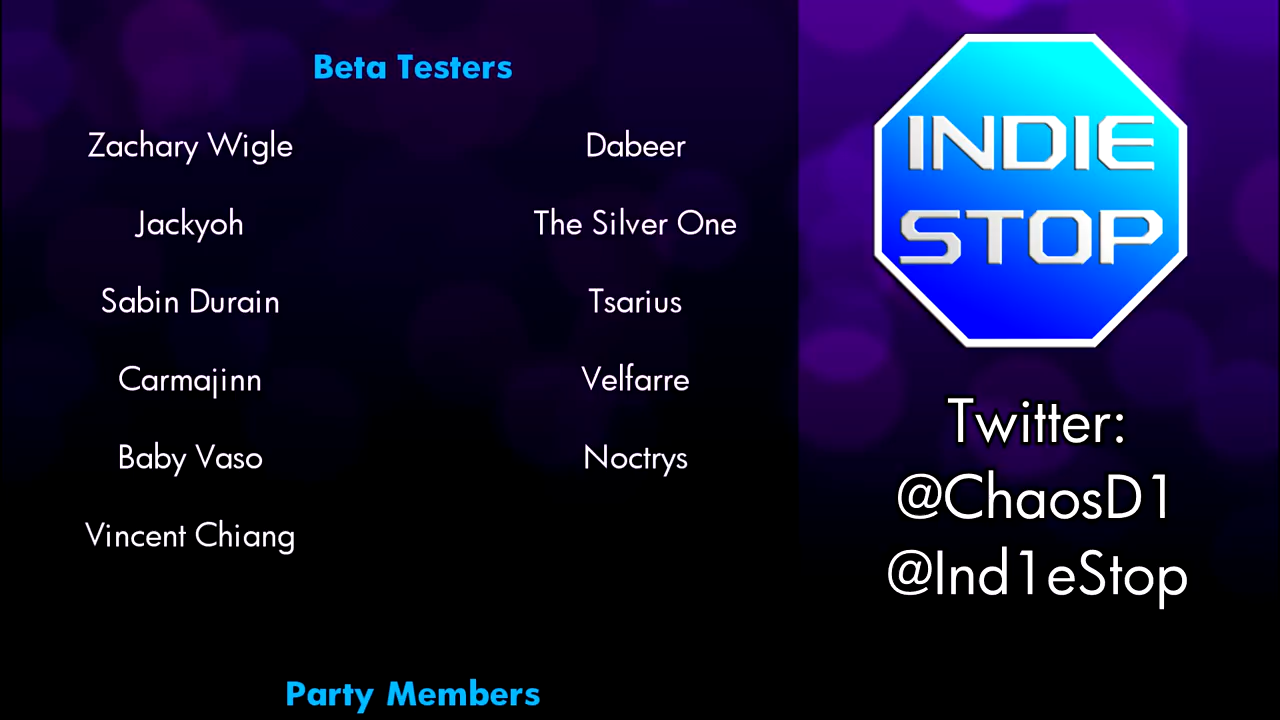 Beta Testers
Zachary Wigle
Dabeer
Jackyoh
The Silver One
Sabin Durain
Tsarius
Carmajinn
Velfarre
Baby Vaso
Noctrys
Vincent Chiang
Party Members
INDIE
STOP
Twitter:
@ChaosD1
@Ind1eStop